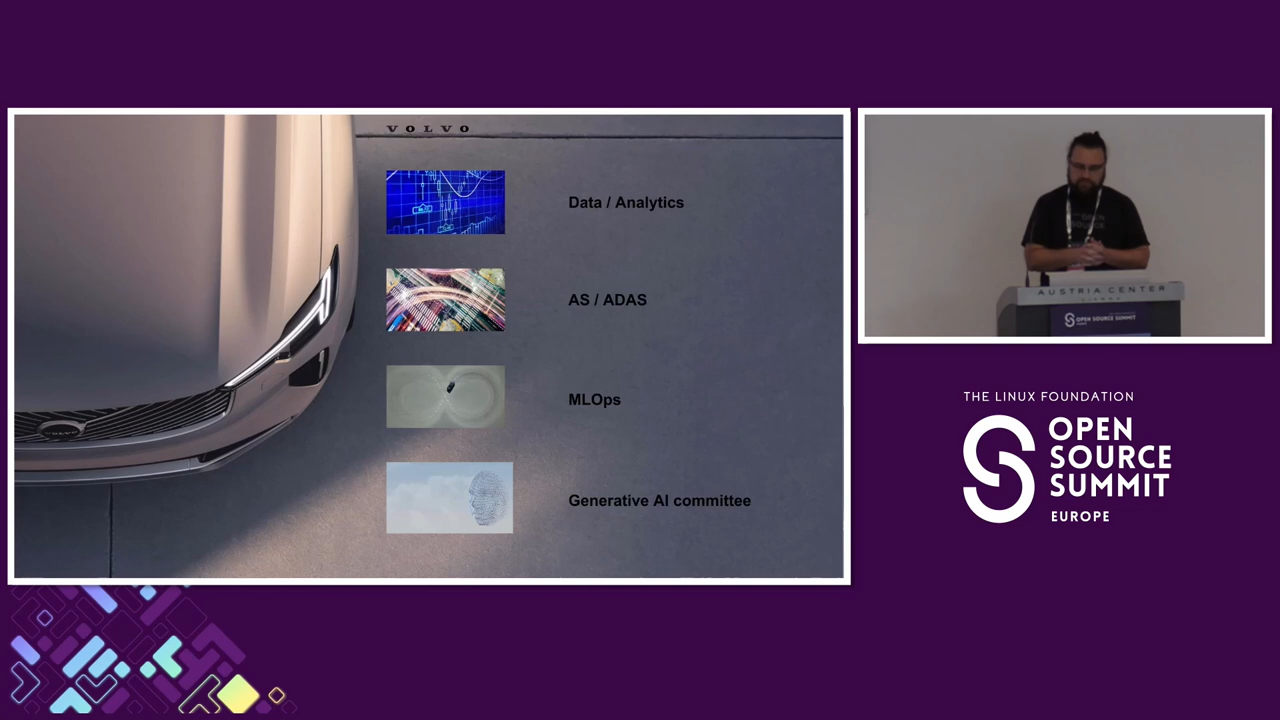 VOLVO
Data / Analytics
AS / ADAS
MLOps
Generative AI committee
AUSTRIA CENTER
OPEN SOURCE SUMMIT
THE LINUX FOUNDATION
OPEN
SOURCE
SUMMIT
EUROPE